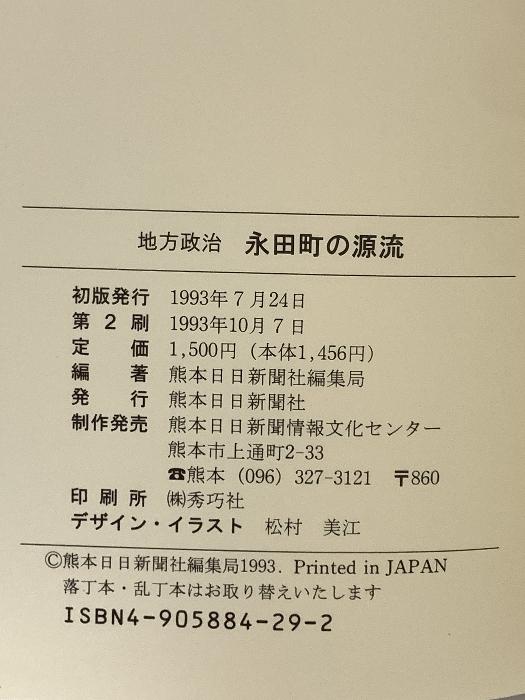 地方政治 永田町の源流
初版発行 1993年7月24日
第2刷 1993年10月7日
定価 1,500円（本体1,456円）
編著 熊本日日新聞社編集局
発行 熊本日日新聞社
制作発売 熊本日日新聞情報文化センター
熊本市上通町2-33
☎熊本（096）327-3121 〒860
印刷所 ㈱秀巧社
デザイン・イラスト 松村 美江
©熊本日日新聞社編集局1993. Printed in JAPAN
落丁本・乱丁本はお取り替えいたします
ISBN4-905884-29-2